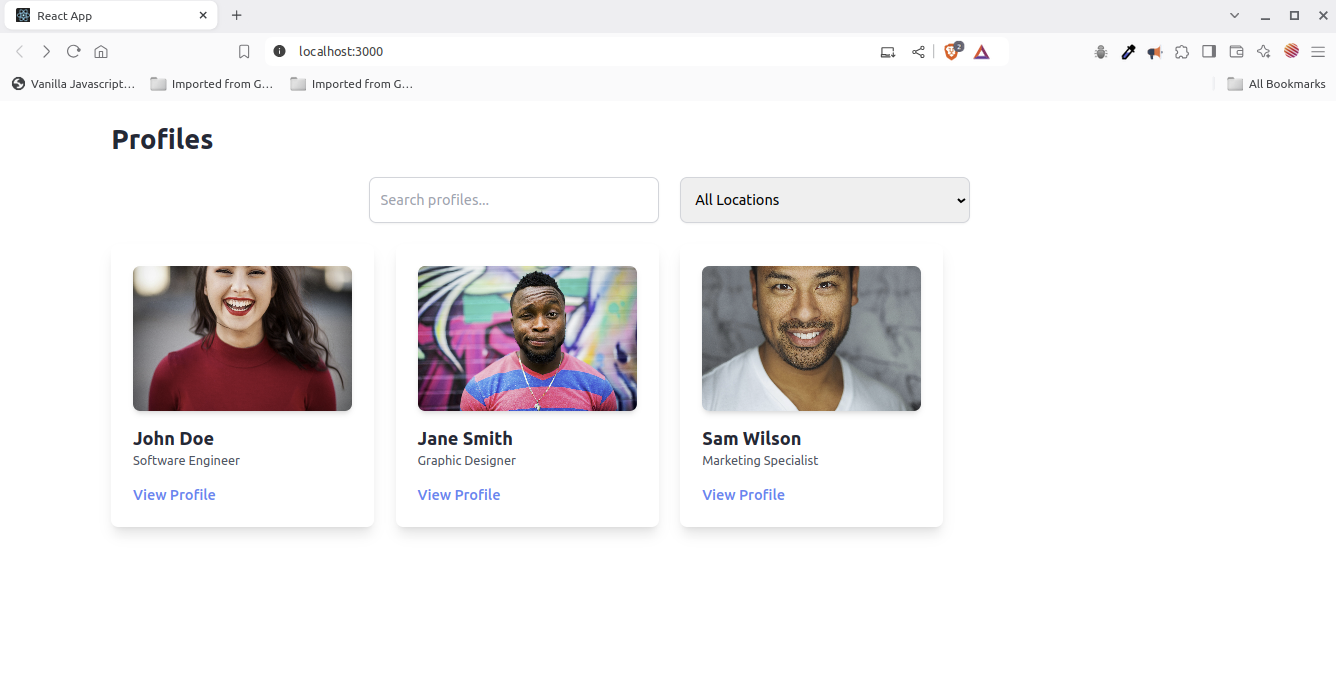 React App
localhost:3000
2
Vanilla Javascript...
Imported from G...
Imported from G...
All Bookmarks
Profiles
Search profiles...
All Locations
John Doe
Software Engineer
View Profile
Jane Smith
Graphic Designer
View Profile
Sam Wilson
Marketing Specialist
View Profile